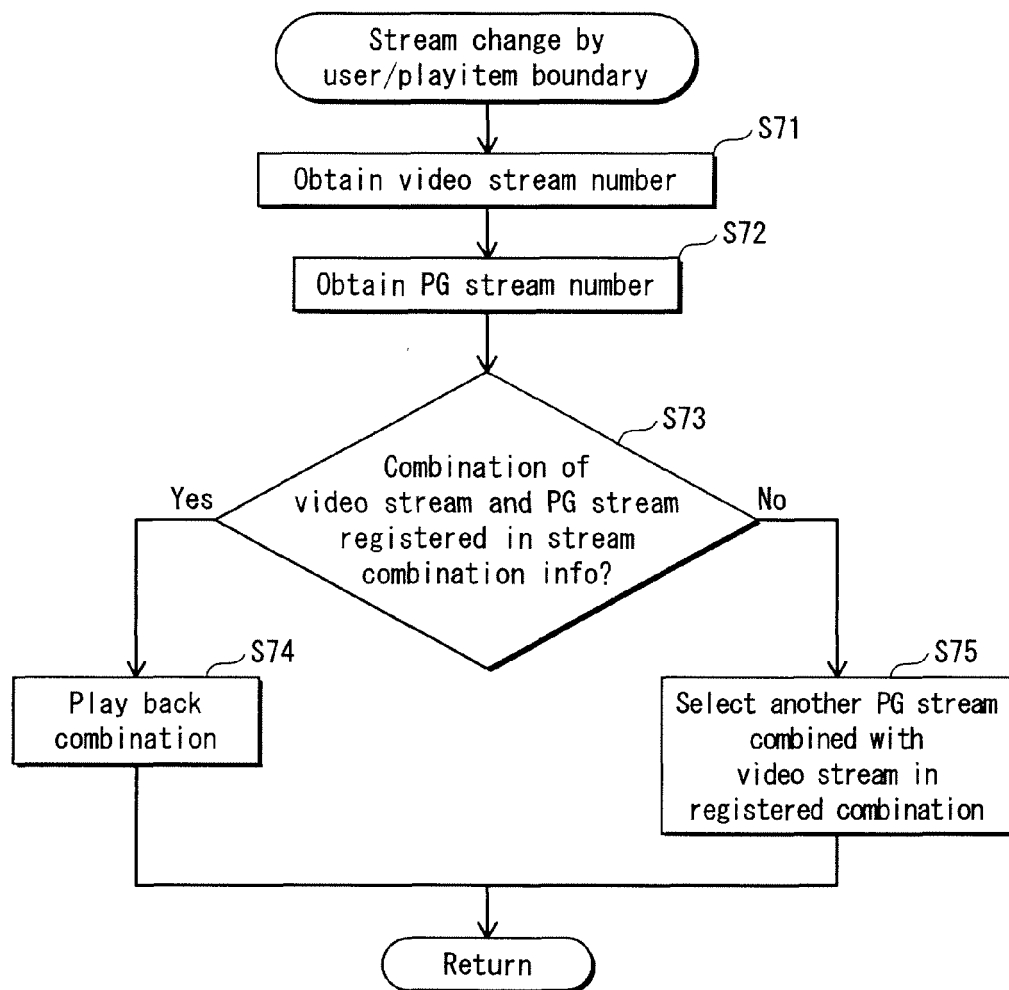 Stream change by
user/playitem boundary
S71
Obtain video stream number
S72
Obtain PG stream number
S73
Combination of
video stream and PG stream
registered in stream
combination info?
Yes
No
S74
Play back
combination
S75
Select another PG stream
combined with
video stream in
registered combination
Return